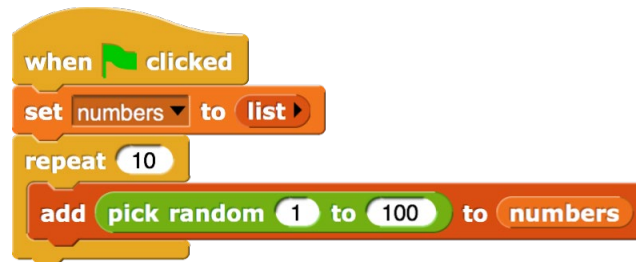 when clicked
set numbers to list
repeat 10
add pick random 1 to 100 to numbers